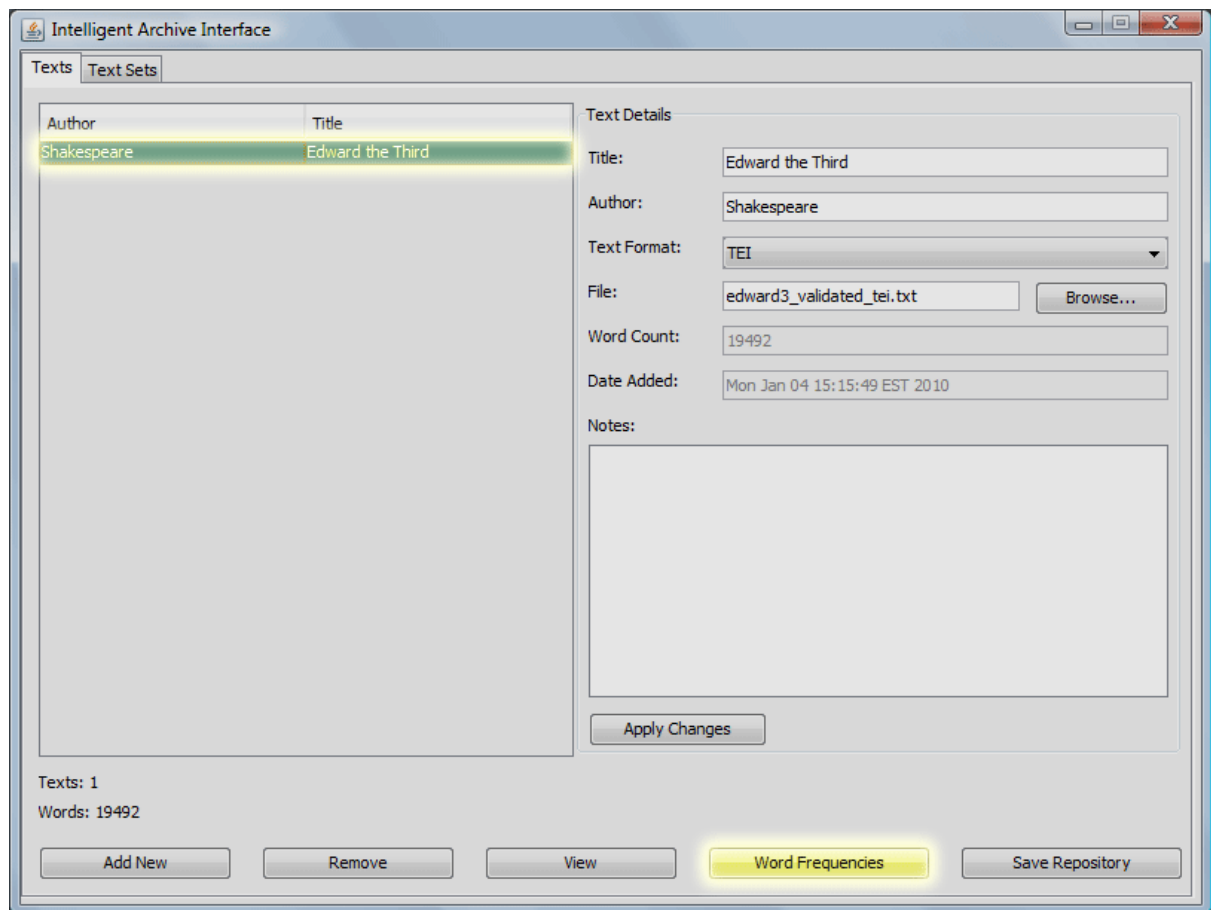 Intelligent Archive Interface
Texts Text Sets
Author Title
Shakespeare Edward the Third
Text Details
Title: Edward the Third
Author: Shakespeare
Text Format: TEI
File: edward3_validated_tei.txt Browse...
Word Count: 19492
Date Added: Mon Jan 04 15:15:49 EST 2010
Notes:
Apply Changes
Texts: 1
Words: 19492
Add New Remove View Word Frequencies Save Repository